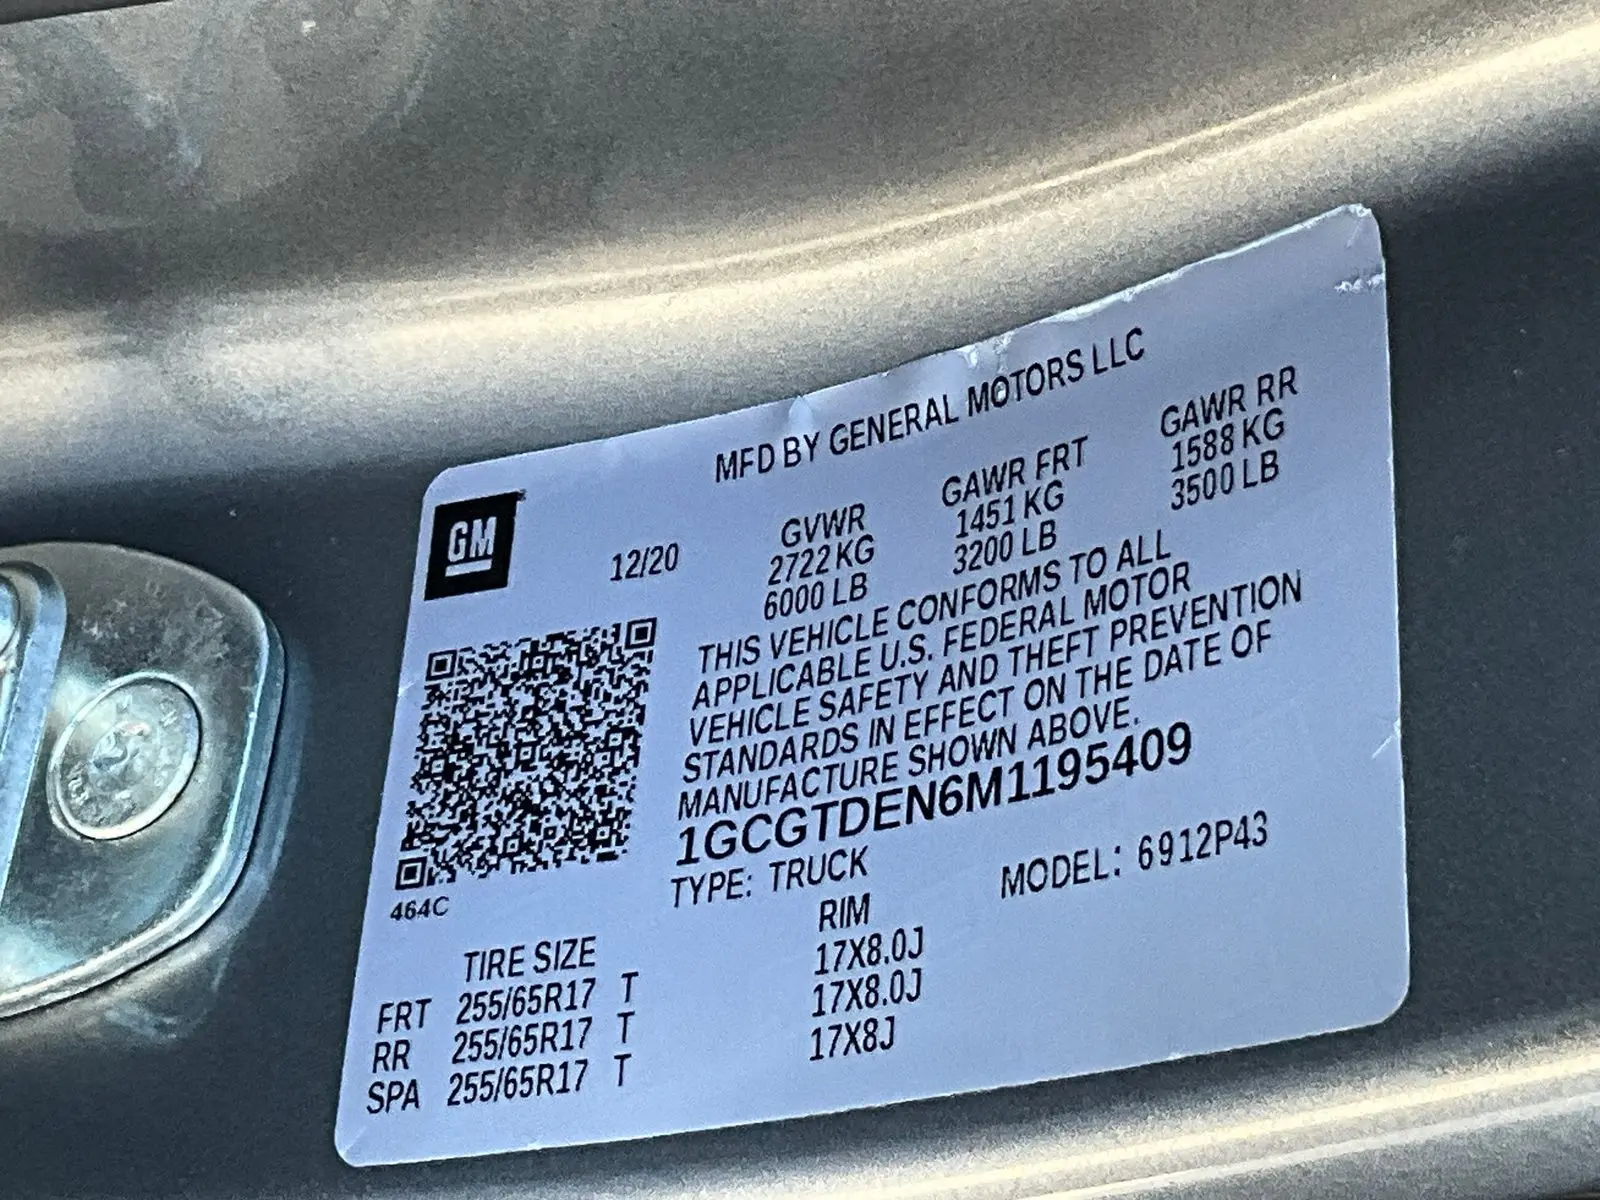 MFD BY GENERAL MOTORS LLC
GM
12/20
GVWR GAWR FRT GAWR RR
2722 KG 1451 KG 1588 KG
6000 LB 3200 LB 3500 LB
THIS VEHICLE CONFORMS TO ALL
APPLICABLE U.S. FEDERAL MOTOR
VEHICLE SAFETY AND THEFT PREVENTION
STANDARDS IN EFFECT ON THE DATE OF
MANUFACTURE SHOWN ABOVE.
1GCGTDEN6M1195409
TYPE: TRUCK MODEL: 6912P43
464C
TIRE SIZE RIM
FRT 255/65R17 T 17X8.0J
RR 255/65R17 T 17X8.0J
SPA 255/65R17 T 17X8J